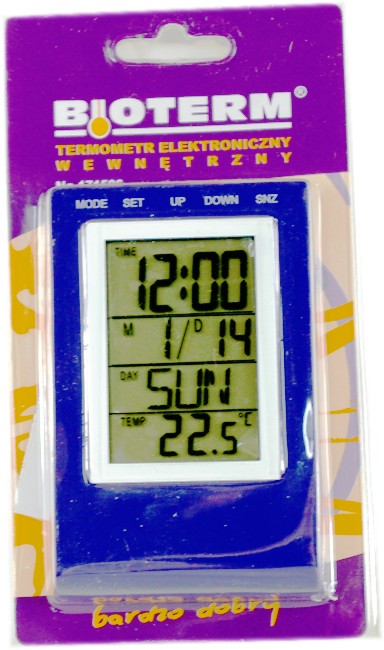 BIOTERM®
TERMOMETR ELEKTRONICZNY
WEWNĘTRZNY
MODE SET UP DOWN SNZ
TIME
12:00
M 1/D 14
DAY SUN
TEMP 22.5 °C
bardzo dobry